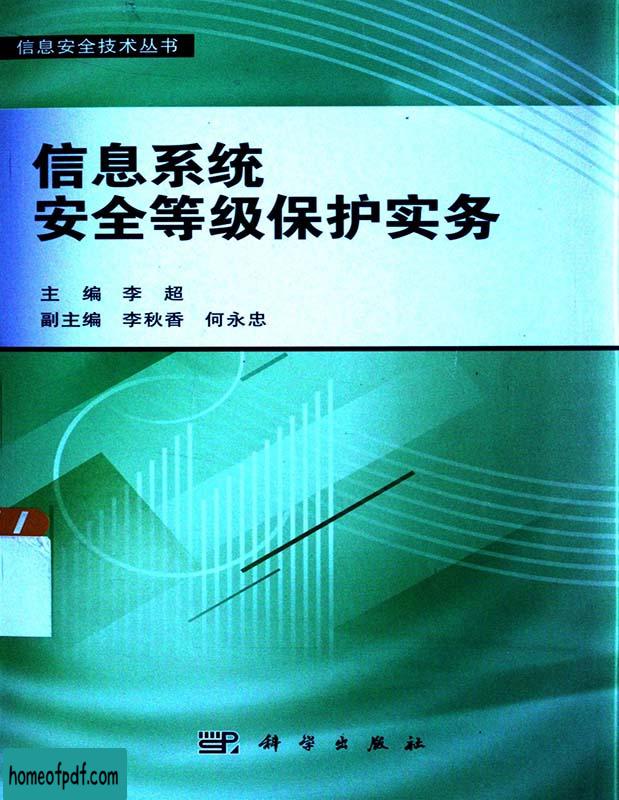 信息安全技术丛书
信息系统
安全等级保护实务
主 编 李 超
副主编 李秋香 何永忠
科学出版社
homeofpdf.com